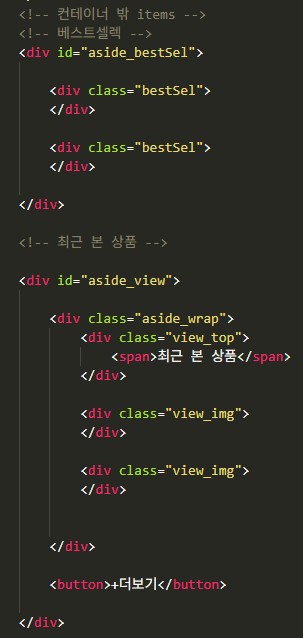 <!-- 컨테이너 밖 items -->
<!-- 베스트셀렉 -->
<div id="aside_bestSel">
<div class="bestSel">
</div>
<div class="bestSel">
</div>
</div>
<!-- 최근 본 상품 -->
<div id="aside_view">
<div class="aside_wrap">
<div class="view_top">
<span>최근 본 상품</span>
</div>
<div class="view_img">
</div>
<div class="view_img">
</div>
</div>
<button>+더보기</button>
</div>